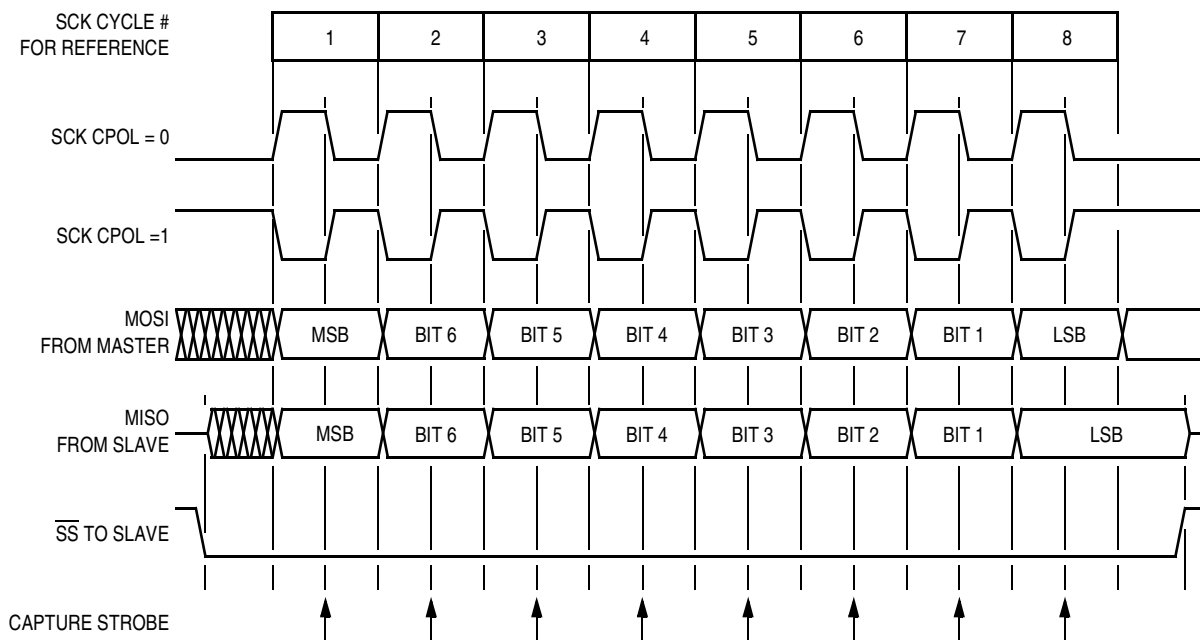 SCK CYCLE #
FOR REFERENCE
1 2 3 4 5 6 7 8
SCK CPOL = 0
SCK CPOL =1
MOSI
FROM MASTER
MSB BIT 6 BIT 5 BIT 4 BIT 3 BIT 2 BIT 1 LSB
MISO
FROM SLAVE
MSB BIT 6 BIT 5 BIT 4 BIT 3 BIT 2 BIT 1 LSB
S̅S̅ TO SLAVE
CAPTURE STROBE